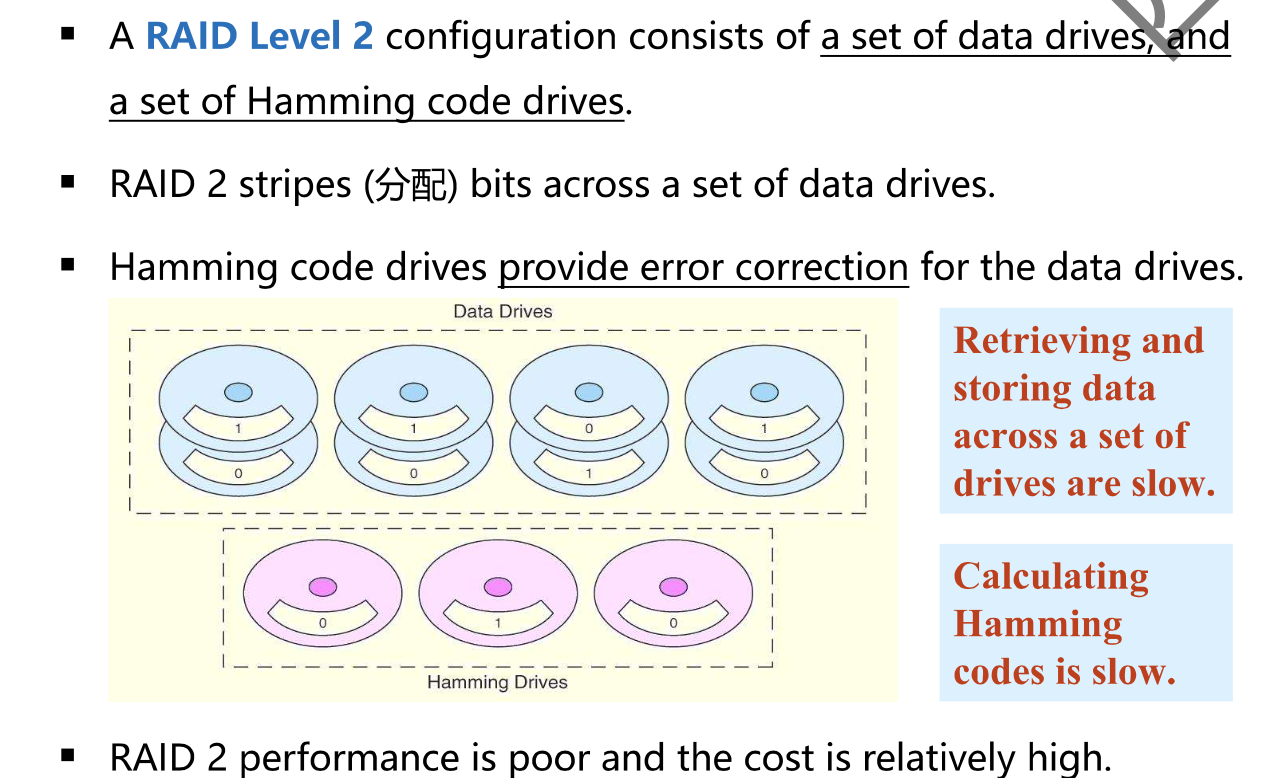 ▪ A RAID Level 2 configuration consists of a set of data drives, and
a set of Hamming code drives.
▪ RAID 2 stripes (分配) bits across a set of data drives.
▪ Hamming code drives provide error correction for the data drives.
Data Drives
1 1 0 1
0 0 1 0
0 1 0
Hamming Drives
Retrieving and
storing data
across a set of
drives are slow.
Calculating
Hamming
codes is slow.
▪ RAID 2 performance is poor and the cost is relatively high.